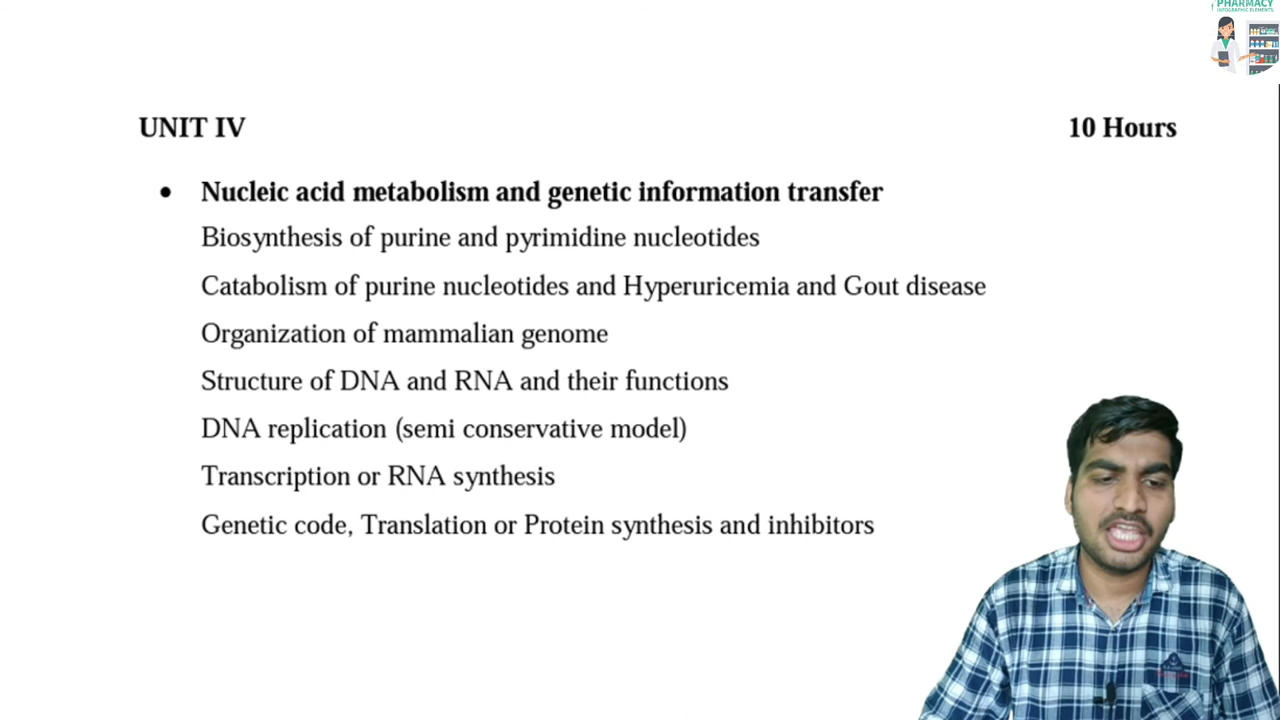 PHARMACY
INFOGRAPHIC ELEMENTS
UNIT IV 10 Hours
• Nucleic acid metabolism and genetic information transfer
Biosynthesis of purine and pyrimidine nucleotides
Catabolism of purine nucleotides and Hyperuricemia and Gout disease
Organization of mammalian genome
Structure of DNA and RNA and their functions
DNA replication (semi conservative model)
Transcription or RNA synthesis
Genetic code, Translation or Protein synthesis and inhibitors